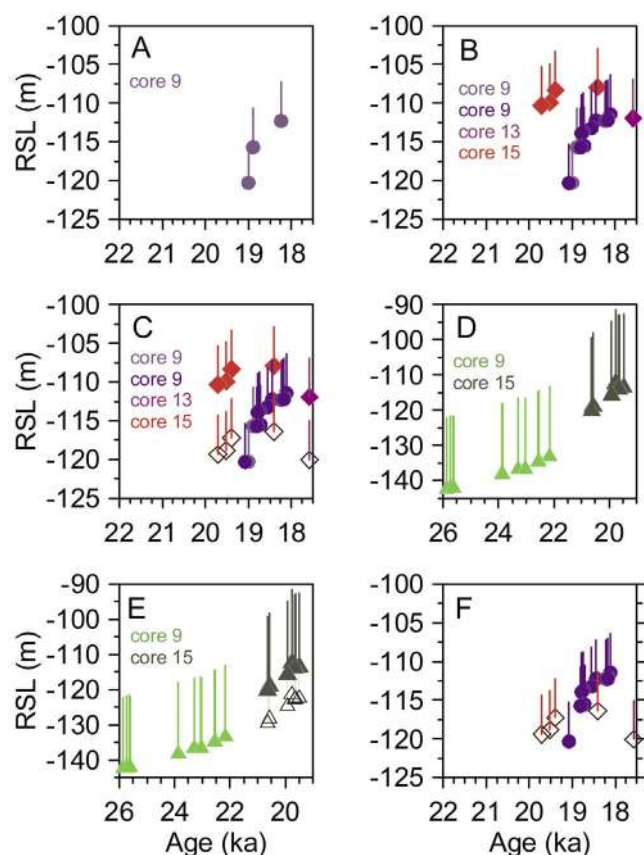 A
core 9
RSL (m)
-100
-105
-110
-115
-120
-125
22 21 20 19 18
B
core 9
core 9
core 13
core 15
-100
-105
-110
-115
-120
-125
22 21 20 19 18
C
core 9
core 9
core 13
core 15
RSL (m)
-100
-105
-110
-115
-120
-125
22 21 20 19 18
D
core 9
core 15
-90
-100
-110
-120
-130
-140
26 24 22 20
E
core 9
core 15
RSL (m)
-90
-100
-110
-120
-130
-140
26 24 22 20
Age (ka)
F
-100
-105
-110
-115
-120
-125
22 21 20 19 18
Age (ka)